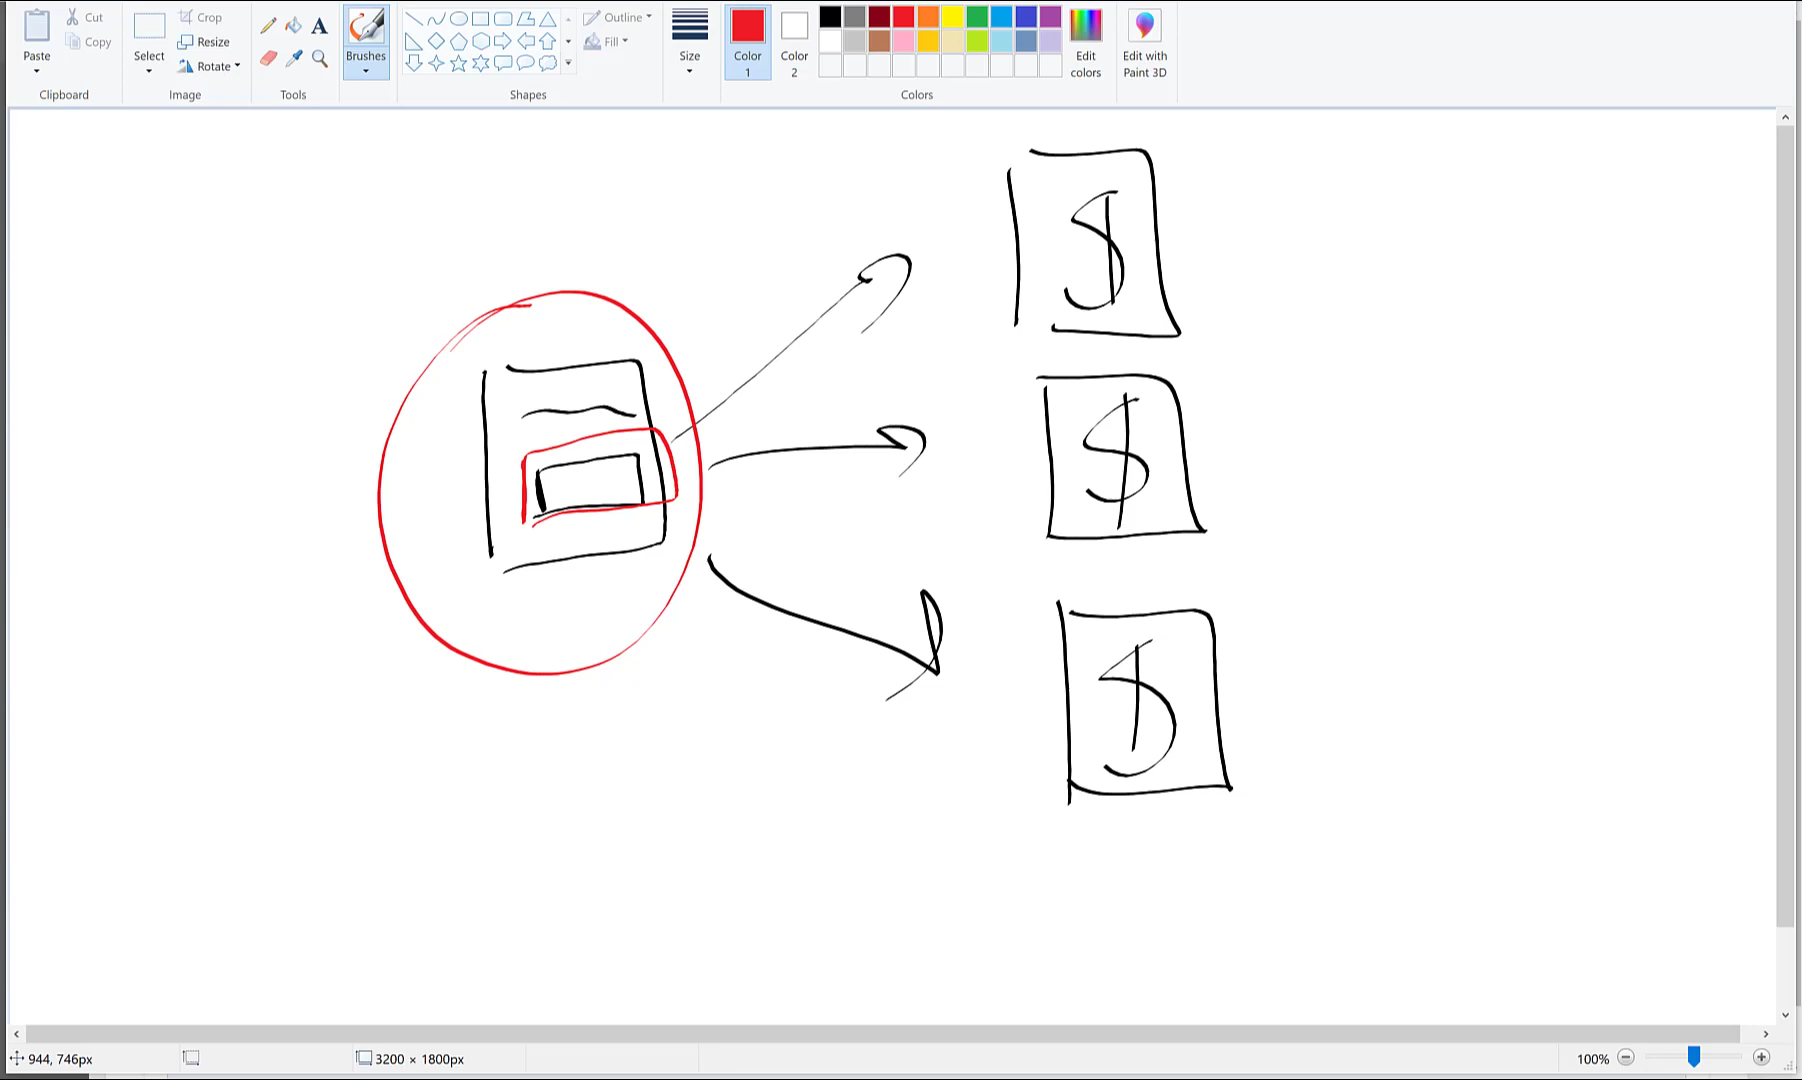 Paste
Cut
Copy
Clipboard
Select
Crop
Resize
Rotate
Image
A
Tools
Brushes
Outline
Fill
Shapes
Size
Color
1
Color
2
Edit
colors
Colors
Edit with
Paint 3D
$
$
$
944, 746px
3200 × 1800px
100%